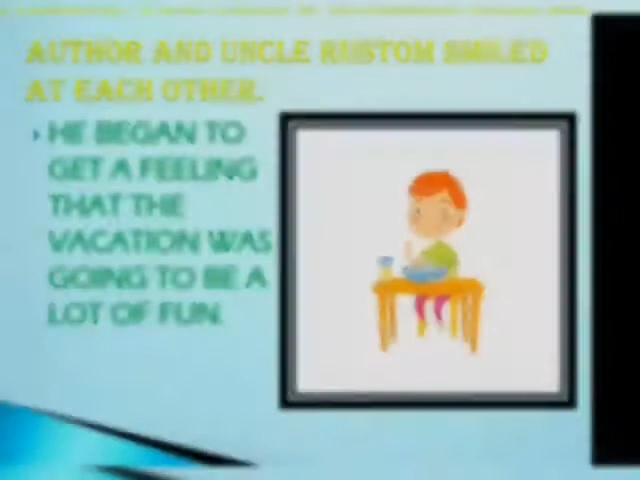 AUTHOR AND UNCLE RUSTOM SMILED
AT EACH OTHER.
HE BEGAN TO
GET A FEELING
THAT THE
VACATION WAS
GOING TO BE A
LOT OF FUN.